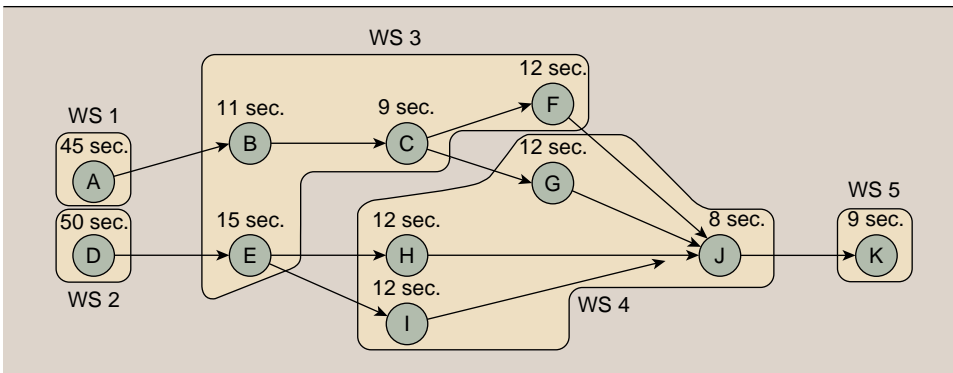 WS 3
12 sec.
F
11 sec.
B
9 sec.
C
WS 1
45 sec.
A
12 sec.
G
50 sec.
D
WS 2
15 sec.
E
12 sec.
H
8 sec.
J
WS 5
9 sec.
K
12 sec.
I
WS 4